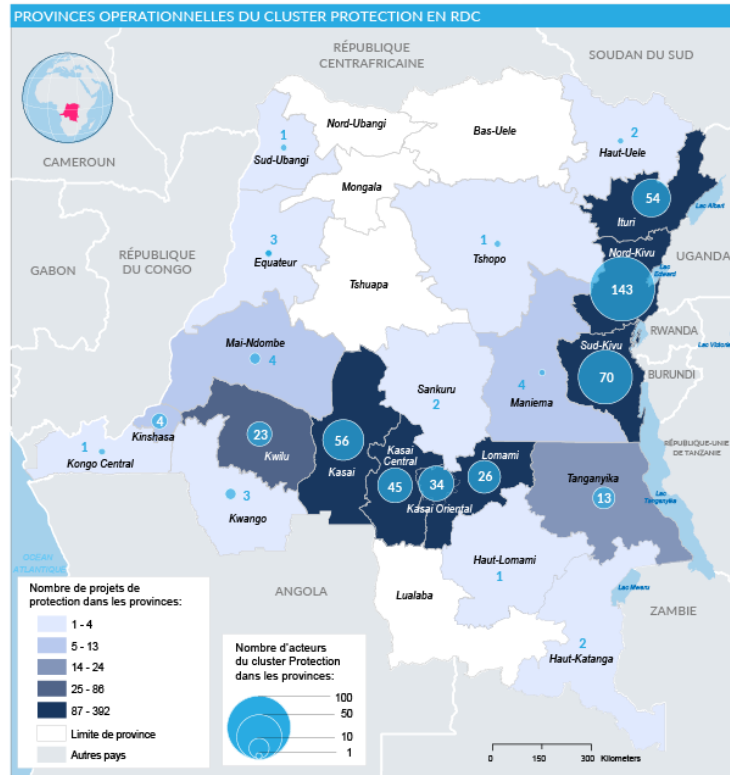 PROVINCES OPERATIONNELLES DU CLUSTER PROTECTION EN RDC
RÉPUBLIQUE
CENTRAFRICAINE
SOUDAN DU SUD
CAMEROUN
Nord-Ubangi
Bas-Uele
1
Sud-Ubangi
2
Haut-Uele
Mongala
54
Ituri
Lac Albert
GABON
RÉPUBLIQUE
DU CONGO
3
Equateur
1
Tshopo
Nord-Kivu
Lac
Edward
OUGANDA
Tshuapa
143
RWANDA
Lac Victoria
Mai-Ndombe
4
Sud-Kivu
70
BURUNDI
Sankuru
2
4
Maniema
4
Kinshasa
23
Kwilu
56
Kasai
Kasai
Central
45
34
Kasai Oriental
Lomami
26
1
Kongo Central
RÉPUBLIQUE-UNIE
DE TANZANIE
3
Kwango
Tanganyika
13
Lac
Tanganyika
OCEAN
ATLANTIQUE
ANGOLA
Haut-Lomami
1
Lualaba
Lac Mweru
ZAMBIE
2
Haut-Katanga
Nombre de projets de
protection dans les provinces:
1 - 4
5 - 13
14 - 24
25 - 86
87 - 392
Limite de province
Autres pays
Nombre d'acteurs
du cluster Protection
dans les provinces:
100
50
10
1
0 150 300 Kilometers